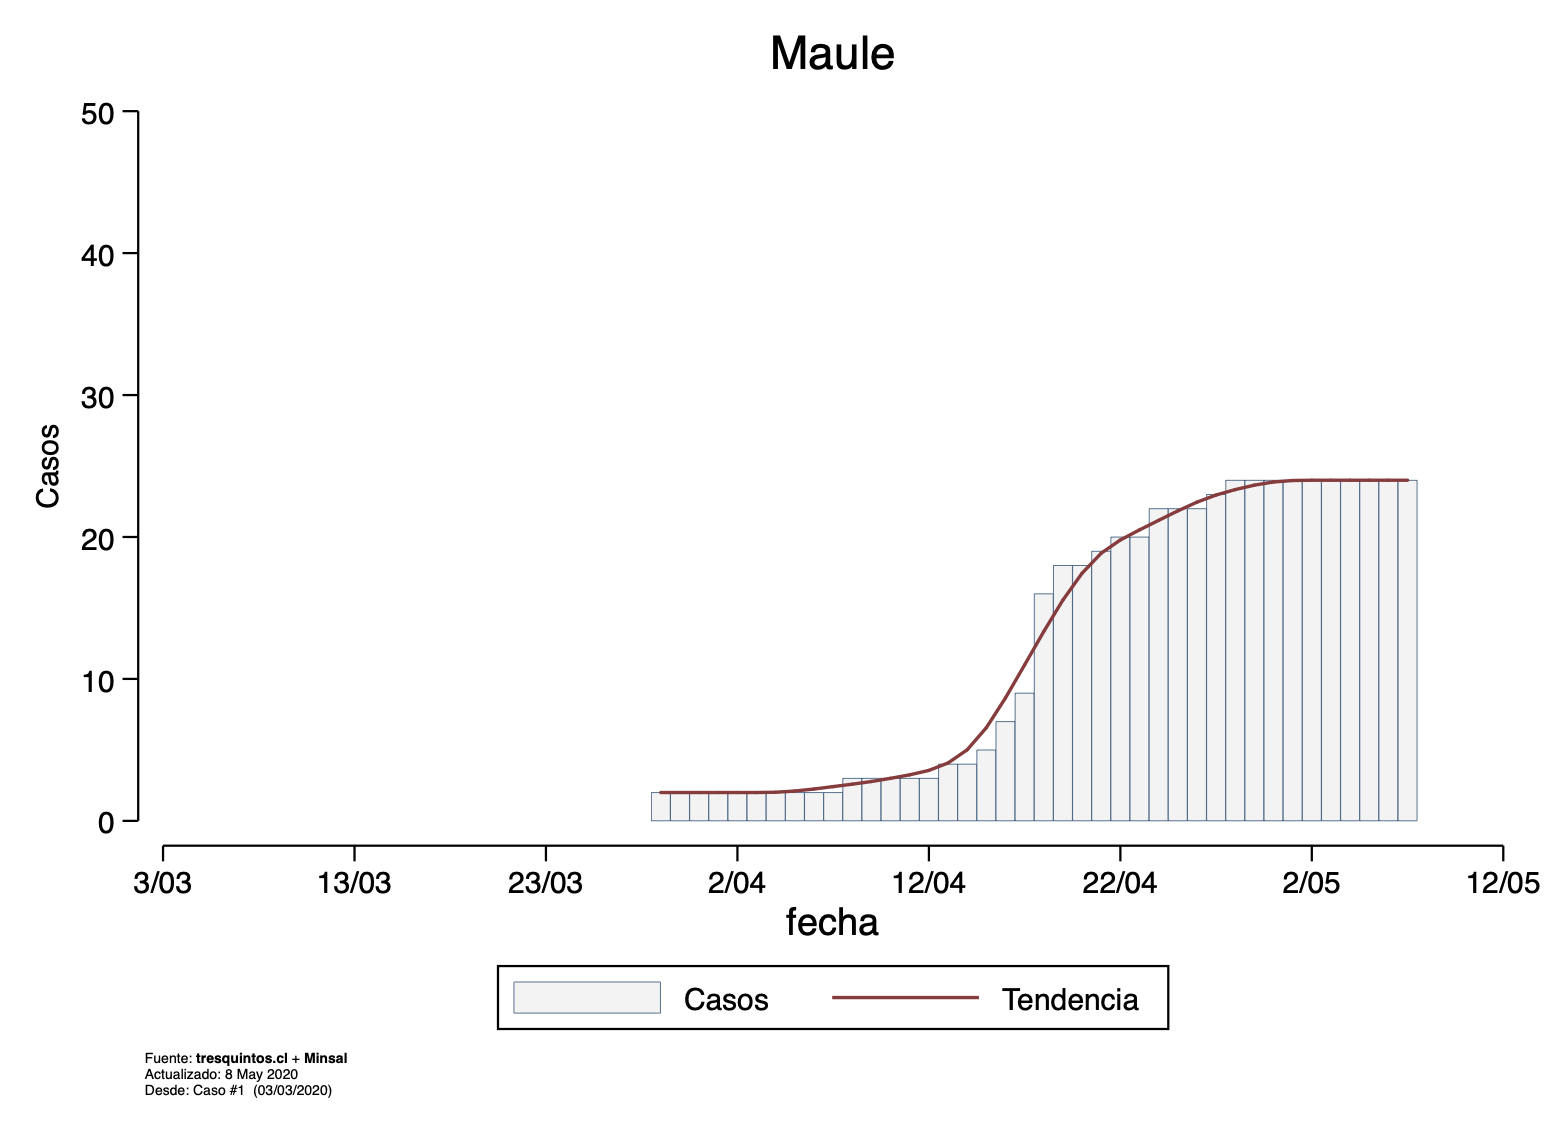 Maule
50
40
30
20
10
0
Casos
3/03 13/03 23/03 2/04 12/04 22/04 2/05 12/05
fecha
Casos Tendencia
Fuente: tresquintos.cl + Minsal
Actualizado: 8 May 2020
Desde: Caso #1 (03/03/2020)